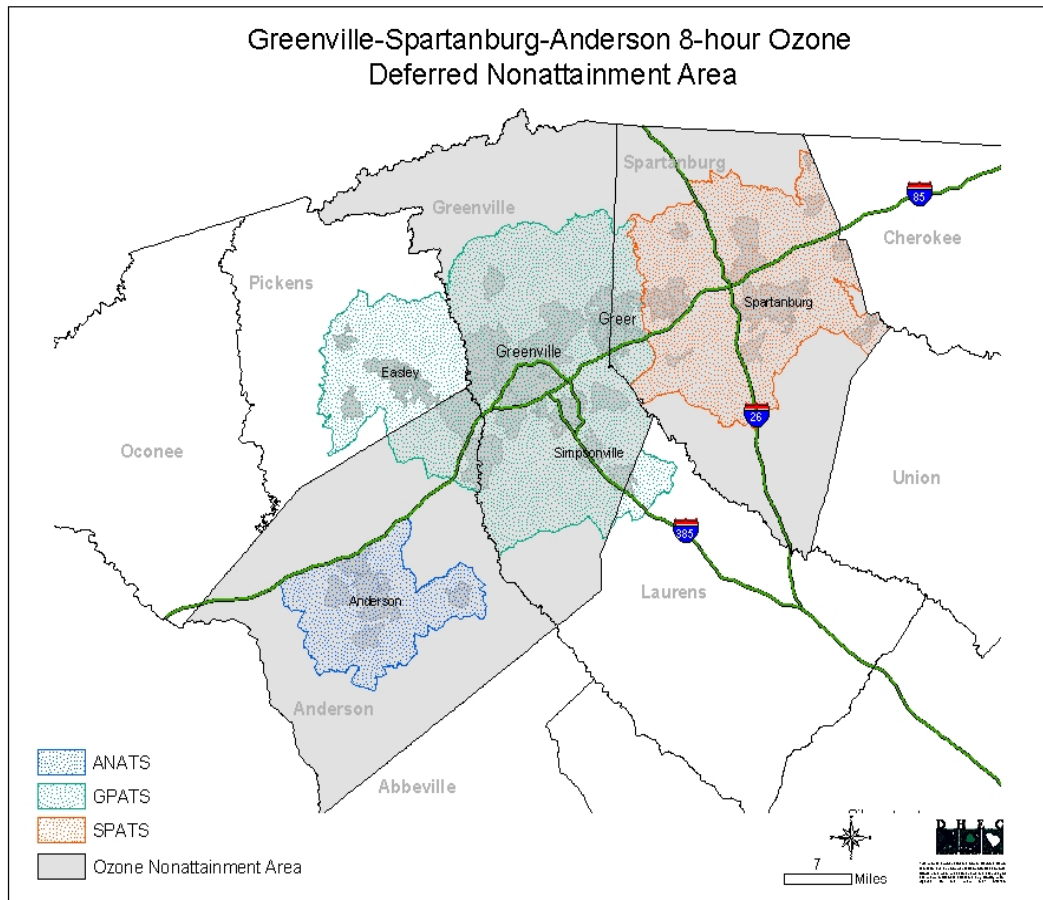 Greenville-Spartanburg-Anderson 8-hour Ozone
Deferred Nonattainment Area
Spartanburg
Greenville
85
Cherokee
Pickens
Spartanburg
Greer
Greenville
Easley
26
Oconee
Simpsonville
Union
385
Laurens
Anderson
Anderson
Abbeville
ANATS
GPATS
SPATS
Ozone Nonattainment Area
7
Miles
D H E C